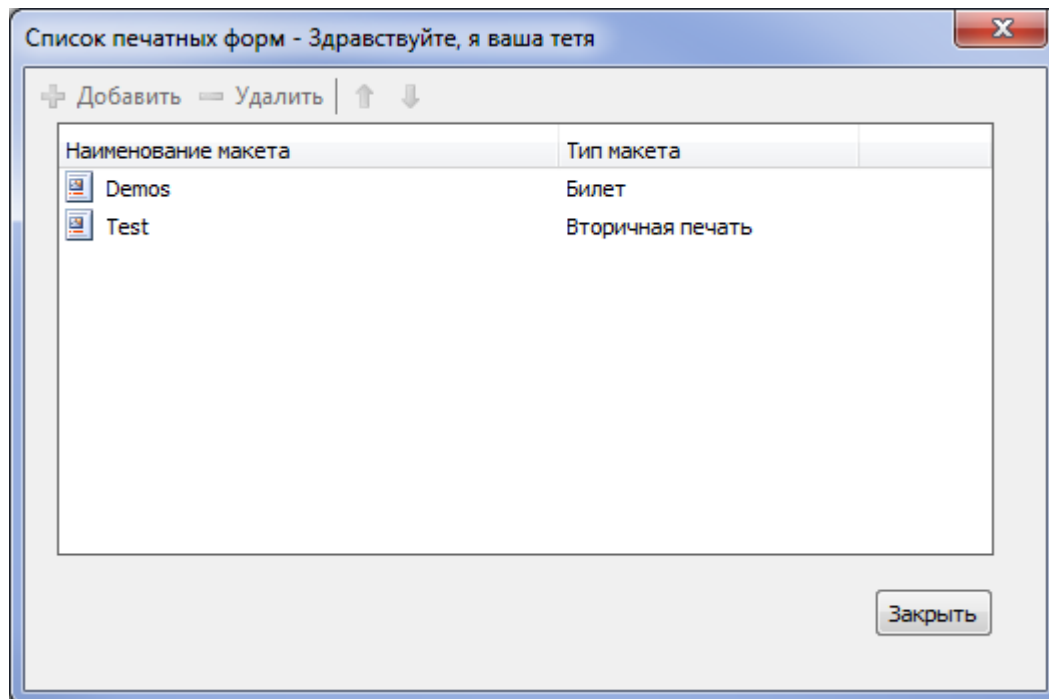 Список печатных форм - Здравствуйте, я ваша тетя
Добавить Удалить
Наименование макета Тип макета
Demos Билет
Test Вторичная печать
Закрыть